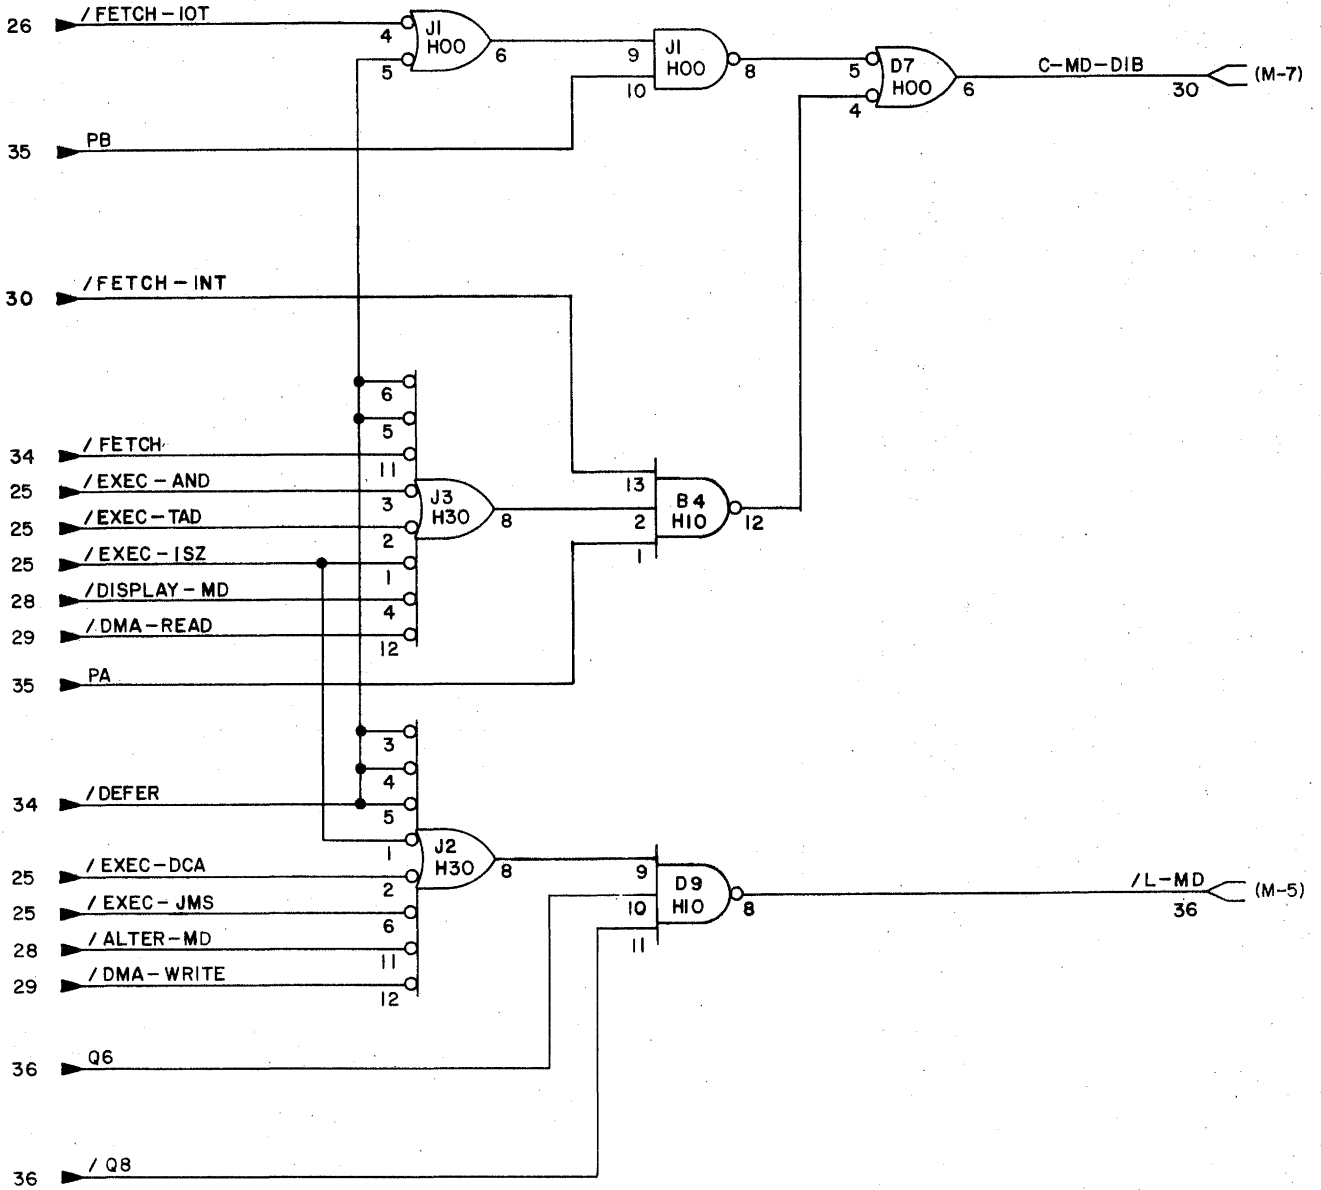 26 /FETCH-IOT
4
5
J1
H00
6
9
10
J1
H00
8
5
4
D7
H00
6
C-MD-DIB
30
(M-7)
35 PB
30 /FETCH-INT
6
5
34 /FETCH
11
25 /EXEC-AND
3
25 /EXEC-TAD
2
25 /EXEC-ISZ
1
28 /DISPLAY-MD
4
29 /DMA-READ
12
J3
H30
8
13
2
1
B4
H10
12
35 PA
3
4
34 /DEFER
5
1
25 /EXEC-DCA
2
25 /EXEC-JMS
6
28 /ALTER-MD
11
29 /DMA-WRITE
12
J2
H30
8
9
10
11
D9
H10
8
/L-MD
36
(M-5)
36 Q6
36 /Q8